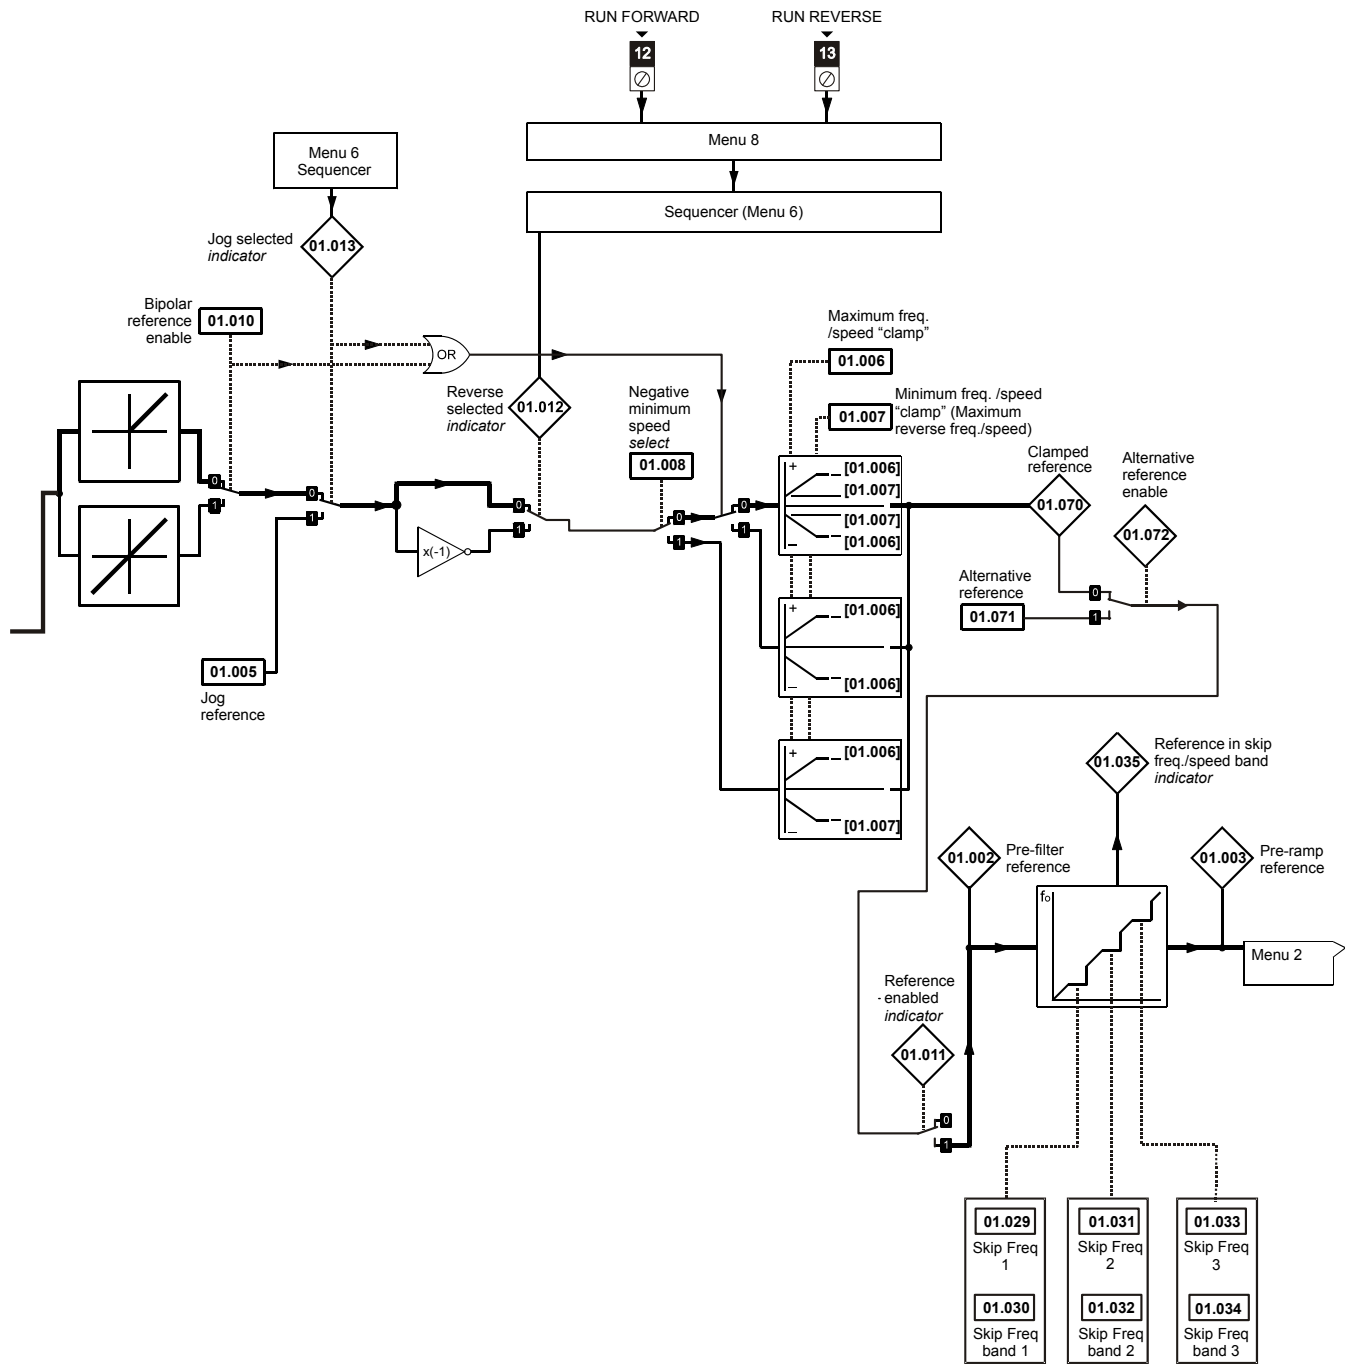 RUN FORWARD
RUN REVERSE
12
13
Menu 8
Menu 6
Sequencer
Sequencer (Menu 6)
Jog selected
indicator
01.013
Bipolar
reference
enable
01.010
OR
Reverse
selected
indicator
01.012
Negative
minimum
speed
select
01.008
Maximum freq.
/speed “clamp”
01.006
Minimum freq. /speed
“clamp” (Maximum
reverse freq./speed)
01.007
0
1
0
1
x(-1)
0
1
0
1
0
1
+
[01.006]
[01.007]
[01.007]
[01.006]
_
Clamped
reference
01.070
Alternative
reference
enable
01.072
Alternative
reference
01.071
0
1
+
[01.006]
[01.006]
_
01.005
Jog
reference
+
[01.006]
[01.007]
_
01.035
Reference in skip
freq./speed band
indicator
01.002
Pre-filter
reference
01.003
Pre-ramp
reference
fo
Menu 2
Reference
- enabled
indicator
01.011
0
1
01.029
Skip Freq
1
01.030
Skip Freq
band 1
01.031
Skip Freq
2
01.032
Skip Freq
band 2
01.033
Skip Freq
3
01.034
Skip Freq
band 3